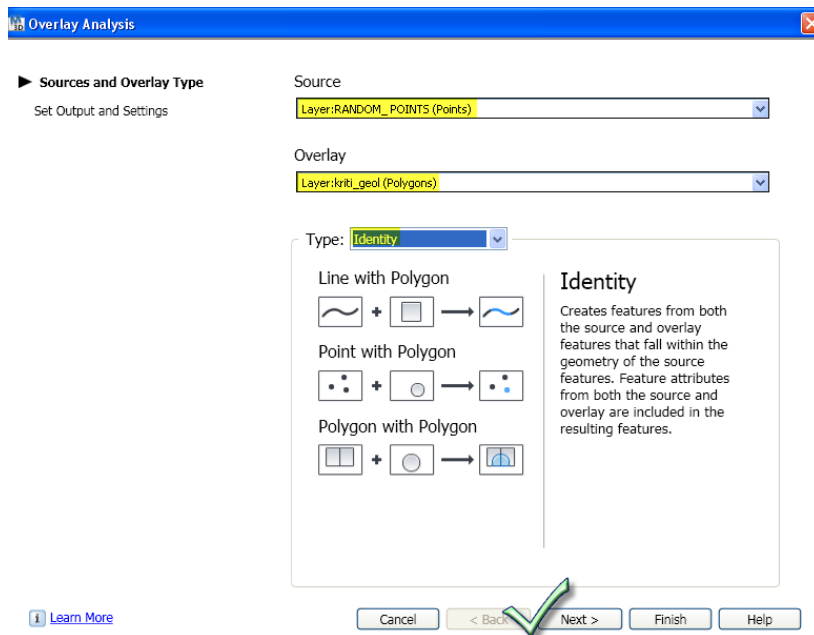 Overlay Analysis
Sources and Overlay Type
Set Output and Settings
Source
Layer:RANDOM_ POINTS (Points)
Overlay
Layer:kriti_geol (Polygons)
Type: Identity
Line with Polygon
Point with Polygon
Polygon with Polygon
Identity
Creates features from both
the source and overlay
features that fall within the
geometry of the source
features. Feature attributes
from both the source and
overlay are included in the
resulting features.
Learn More
Cancel
< Back
Next >
Finish
Help